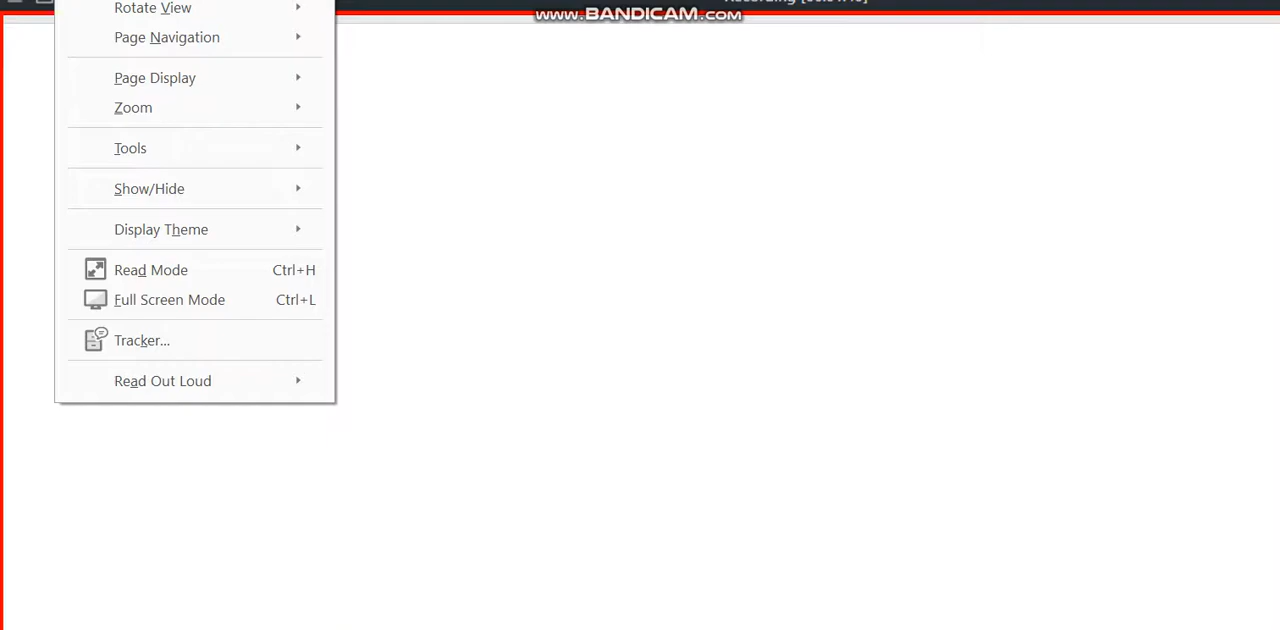 WWW.BANDICAM.COM
Rotate View
Page Navigation
Page Display
Zoom
Tools
Show/Hide
Display Theme
Read Mode Ctrl+H
Full Screen Mode Ctrl+L
Tracker...
Read Out Loud